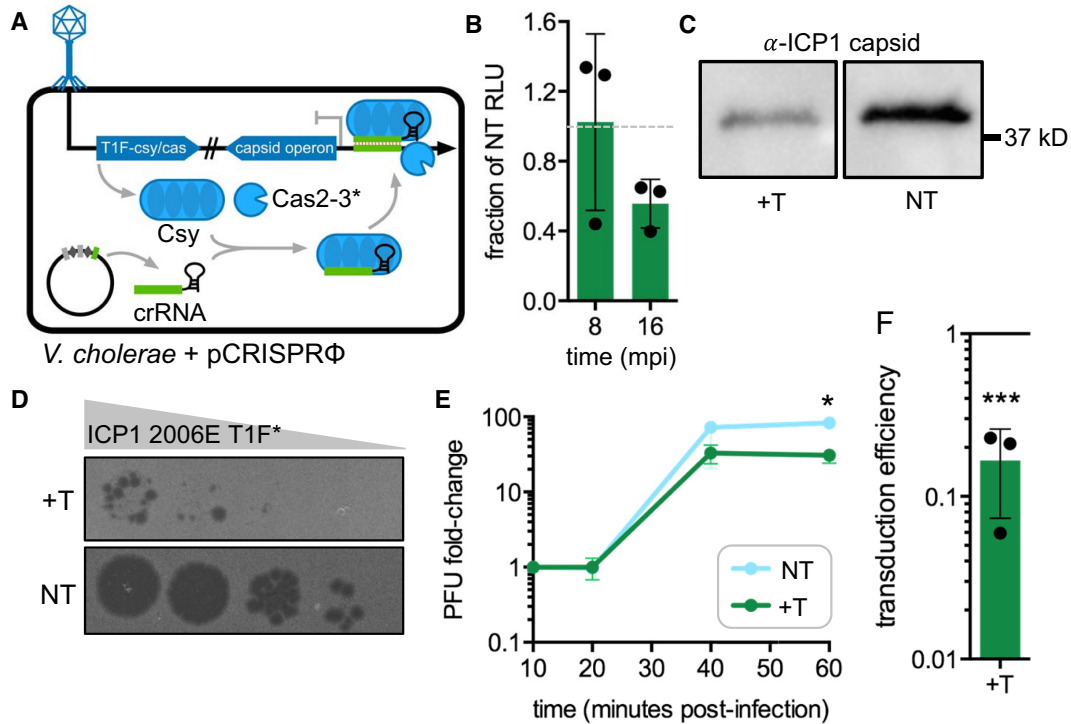 A
T1F-csy/cas
capsid operon
Cas2-3*
Csy
crRNA
V. cholerae + pCRISPRΦ
B
fraction of NT RLU
1.6
1.2
0.8
0.4
0.0
8
16
time (mpi)
C
α-ICP1 capsid
37 kD
+T
NT
D
ICP1 2006E T1F*
+T
NT
E
PFU fold-change
100
10
1
0.1
*
NT
+T
10
20
30
40
50
60
time (minutes post-infection)
F
transduction efficiency
1
0.1
0.01
***
+T